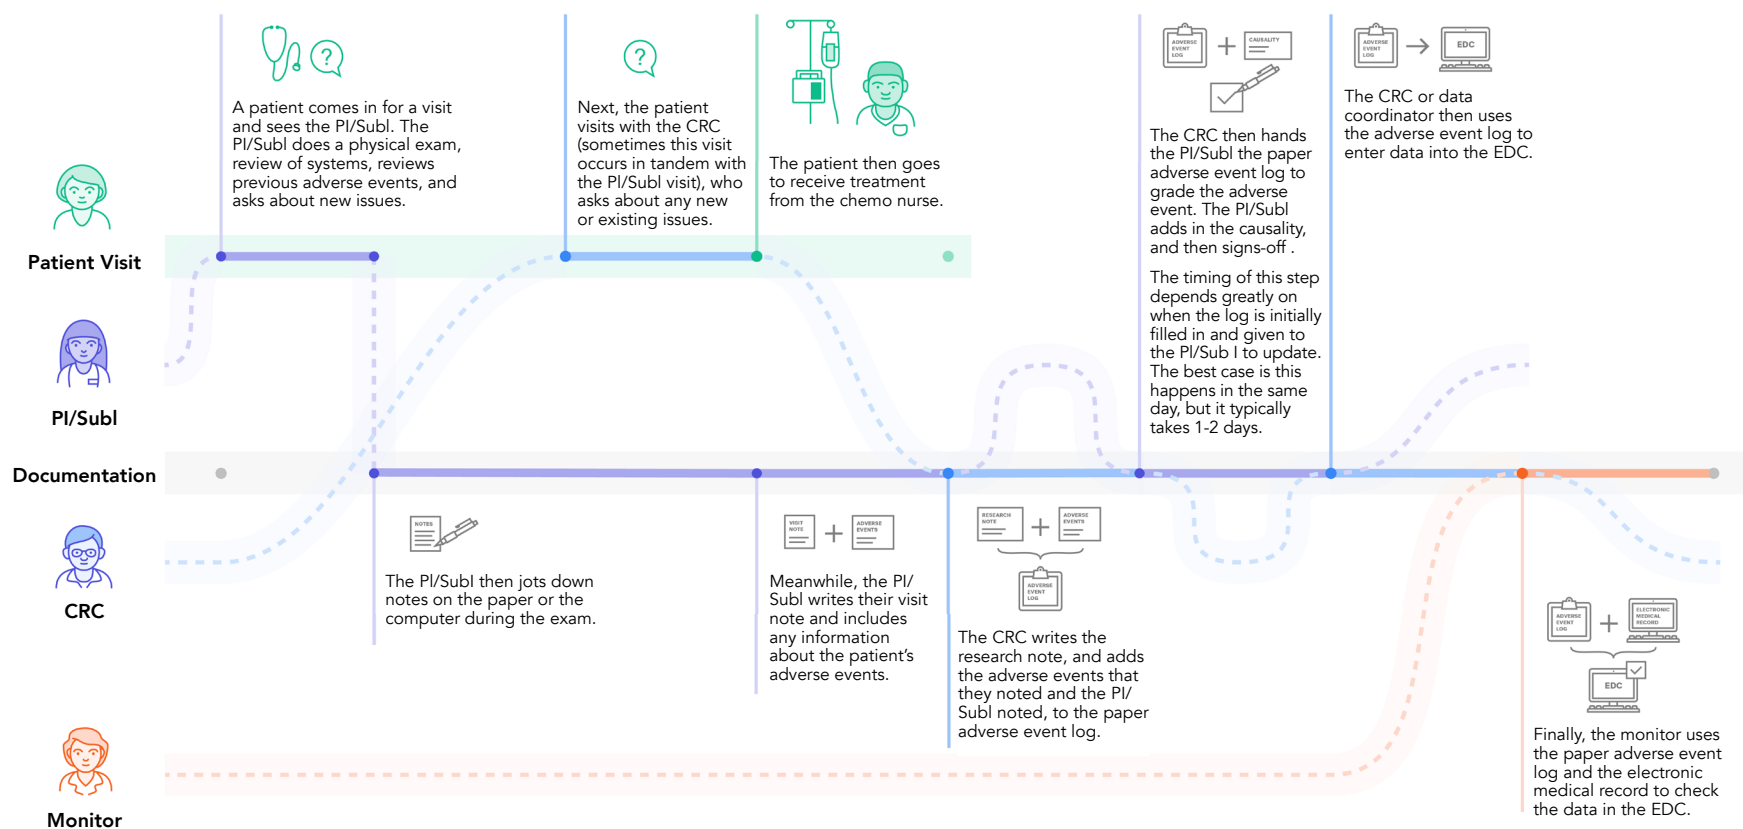 A patient comes in for a visit
and sees the PI/SubI. The
PI/SubI does a physical exam,
review of systems, reviews
previous adverse events, and
asks about new issues.
Next, the patient
visits with the CRC
(sometimes this visit
occurs in tandem with
the PI/SubI visit), who
asks about any new
or existing issues.
The patient then goes
to receive treatment
from the chemo nurse.
ADVERSE
EVENT
LOG
CAUSALITY
The CRC then hands
the PI/SubI the paper
adverse event log to
grade the adverse
event. The PI/SubI
adds in the causality,
and then signs-off .
The timing of this step
depends greatly on
when the log is initially
filled in and given to
the PI/Sub I to update.
The best case is this
happens in the same
day, but it typically
takes 1-2 days.
ADVERSE
EVENT
LOG
EDC
The CRC or data
coordinator then uses
the adverse event log to
enter data into the EDC.
Patient Visit
PI/SubI
Documentation
CRC
Monitor
NOTES
The PI/SubI then jots down
notes on the paper or the
computer during the exam.
VISIT
NOTE
ADVERSE
EVENTS
Meanwhile, the PI/
SubI writes their visit
note and includes
any information
about the patient's
adverse events.
RESEARCH
NOTE
ADVERSE
EVENTS
ADVERSE
EVENT
LOG
The CRC writes the
research note, and adds
the adverse events that
they noted and the PI/
SubI noted, to the paper
adverse event log.
ADVERSE
EVENT
LOG
ELECTRONIC
MEDICAL
RECORD
EDC
Finally, the monitor uses
the paper adverse event
log and the electronic
medical record to check
the data in the EDC.